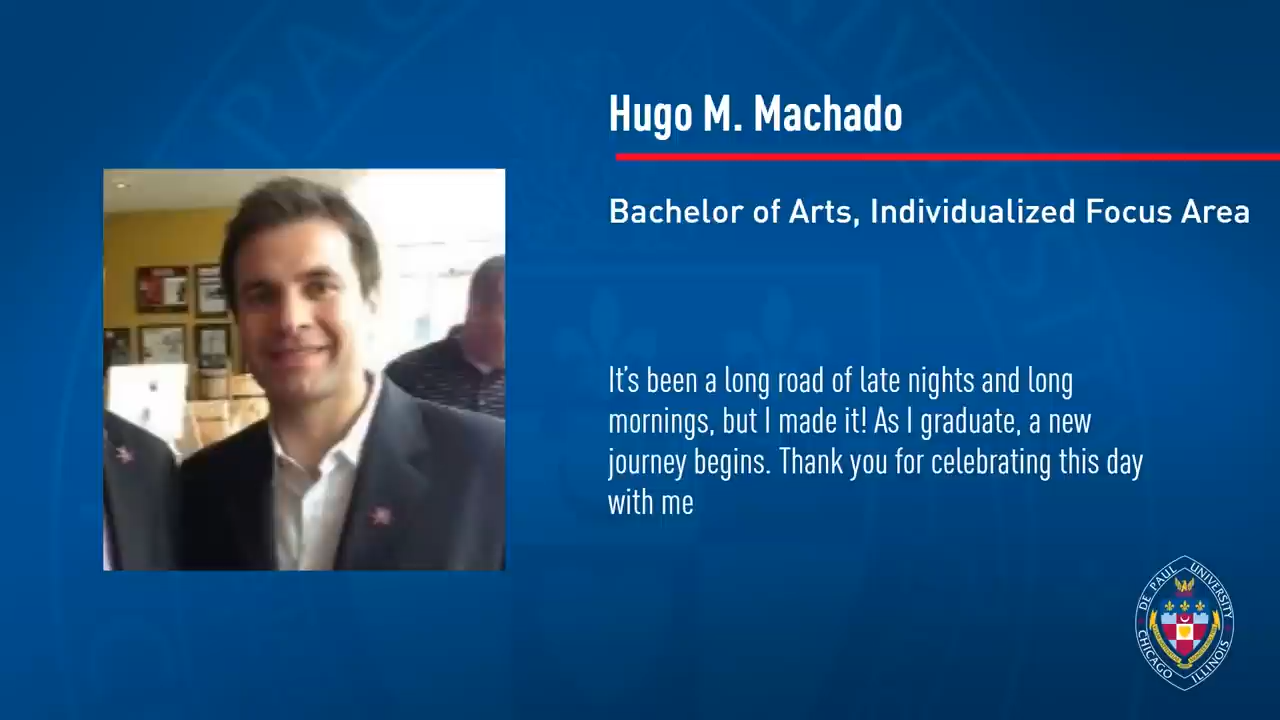 Hugo M. Machado
Bachelor of Arts, Individualized Focus Area
It's been a long road of late nights and long
mornings, but I made it! As I graduate, a new
journey begins. Thank you for celebrating this day
with me
DE PAUL UNIVERSITY
CHICAGO ILLINOIS